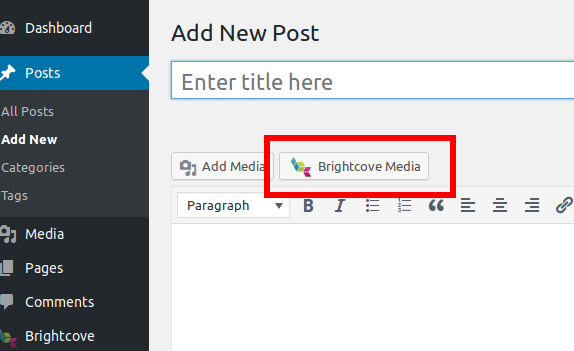 Dashboard
Posts
All Posts
Add New
Categories
Tags
Media
Pages
Comments
Brightcove
Add New Post
Enter title here
Add Media
Brightcove Media
Paragraph
B I